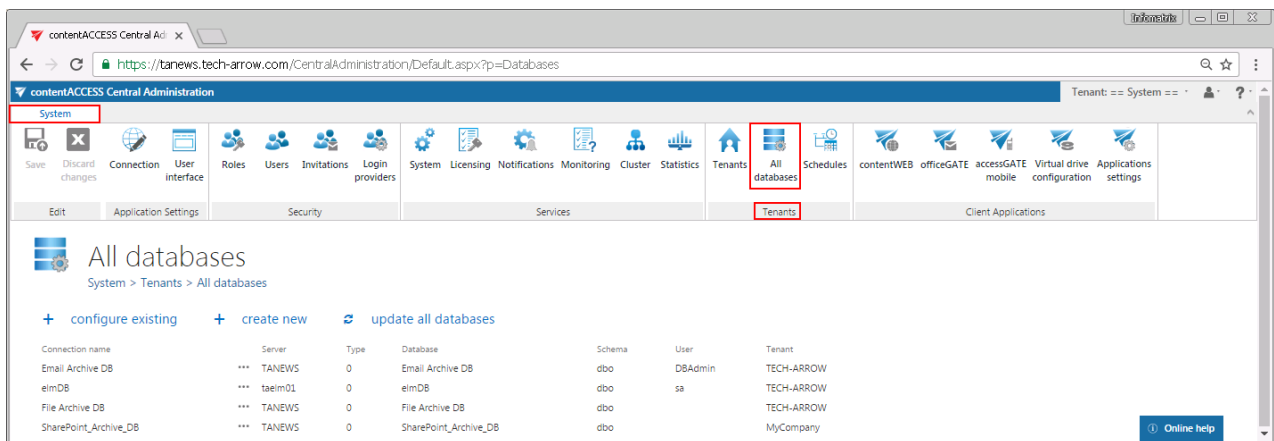 Infomatrix
contentACCESS Central Ad
https://tanews.tech-arrow.com/CentralAdministration/Default.aspx?p=Databases
contentACCESS Central Administration Tenant: == System ==
System
Save Discard changes Connection User interface Roles Users Invitations Login providers System Licensing Notifications Monitoring Cluster Statistics Tenants All databases Schedules contentWEB officeGATE accessGATE mobile Virtual drive configuration Applications settings
Edit Application Settings Security Services Tenants Client Applications
All databases
System > Tenants > All databases
+ configure existing + create new update all databases
Connection name Server Type Database Schema User Tenant
Email Archive DB ••• TANEWS 0 Email Archive DB dbo DBAdmin TECH-ARROW
elmDB ••• taelm01 0 elmDB dbo sa TECH-ARROW
File Archive DB ••• TANEWS 0 File Archive DB dbo TECH-ARROW
SharePoint_Archive_DB ••• TANEWS 0 SharePoint_Archive_DB dbo MyCompany
Online help